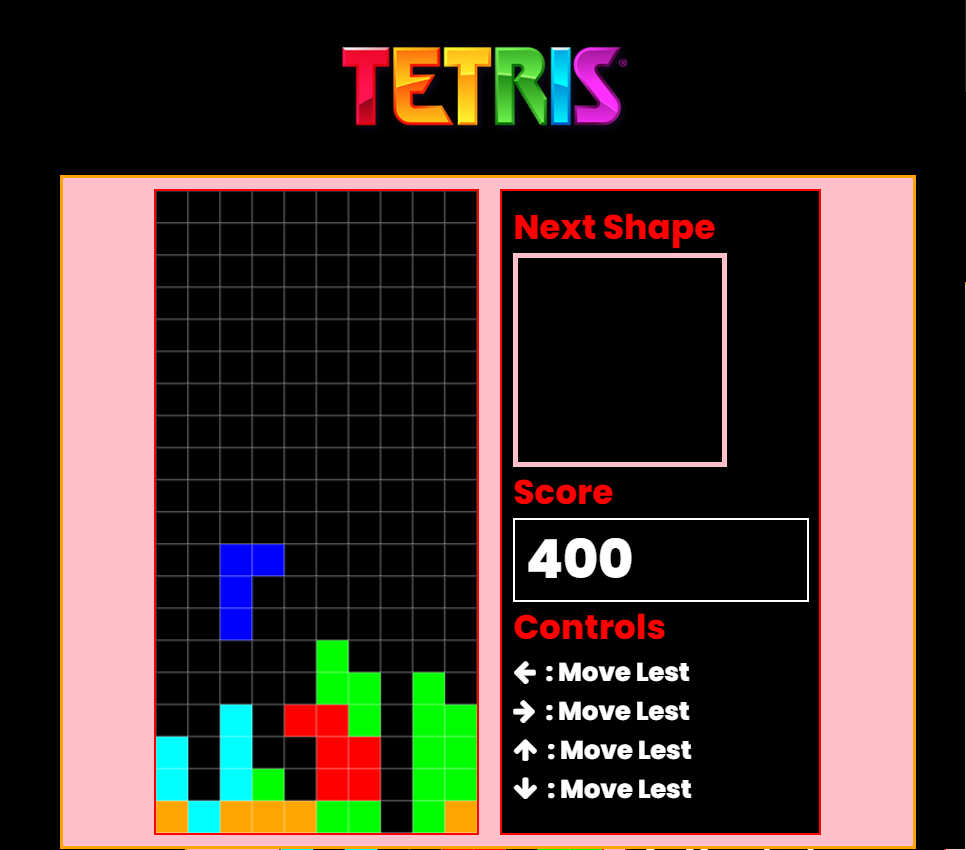 TETRIS®
Next Shape
Score
400
Controls
← : Move Lest
→ : Move Lest
↑ : Move Lest
↓ : Move Lest